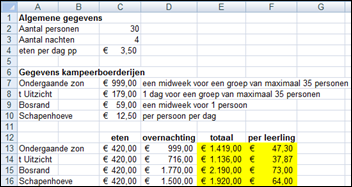 A B C D E F G
1 Algemene gegevens
2 Aantal personen 30
3 Aantal nachten 4
4 eten per dag pp € 3,50
5
6 Gegevens kampeerboerderijen
7 Ondergaande zon € 999,00 een midweek voor een groep van maximaal 35 personen
8 t Uitzicht € 179,00 1 dag voor een groep van maximaal 35 personen
9 Bosrand € 59,00 een midweek voor 1 persoon
10 Schapenhoeve € 12,50 per persoon per dag
11
12 eten overnachting totaal per leerling
13 Ondergaande zon € 420,00 € 999,00 € 1.419,00 € 47,30
14 t Uitzicht € 420,00 € 716,00 € 1.136,00 € 37,87
15 Bosrand € 420,00 € 1.770,00 € 2.190,00 € 73,00
16 Schapenhoeve € 420,00 € 1.500,00 € 1.920,00 € 64,00